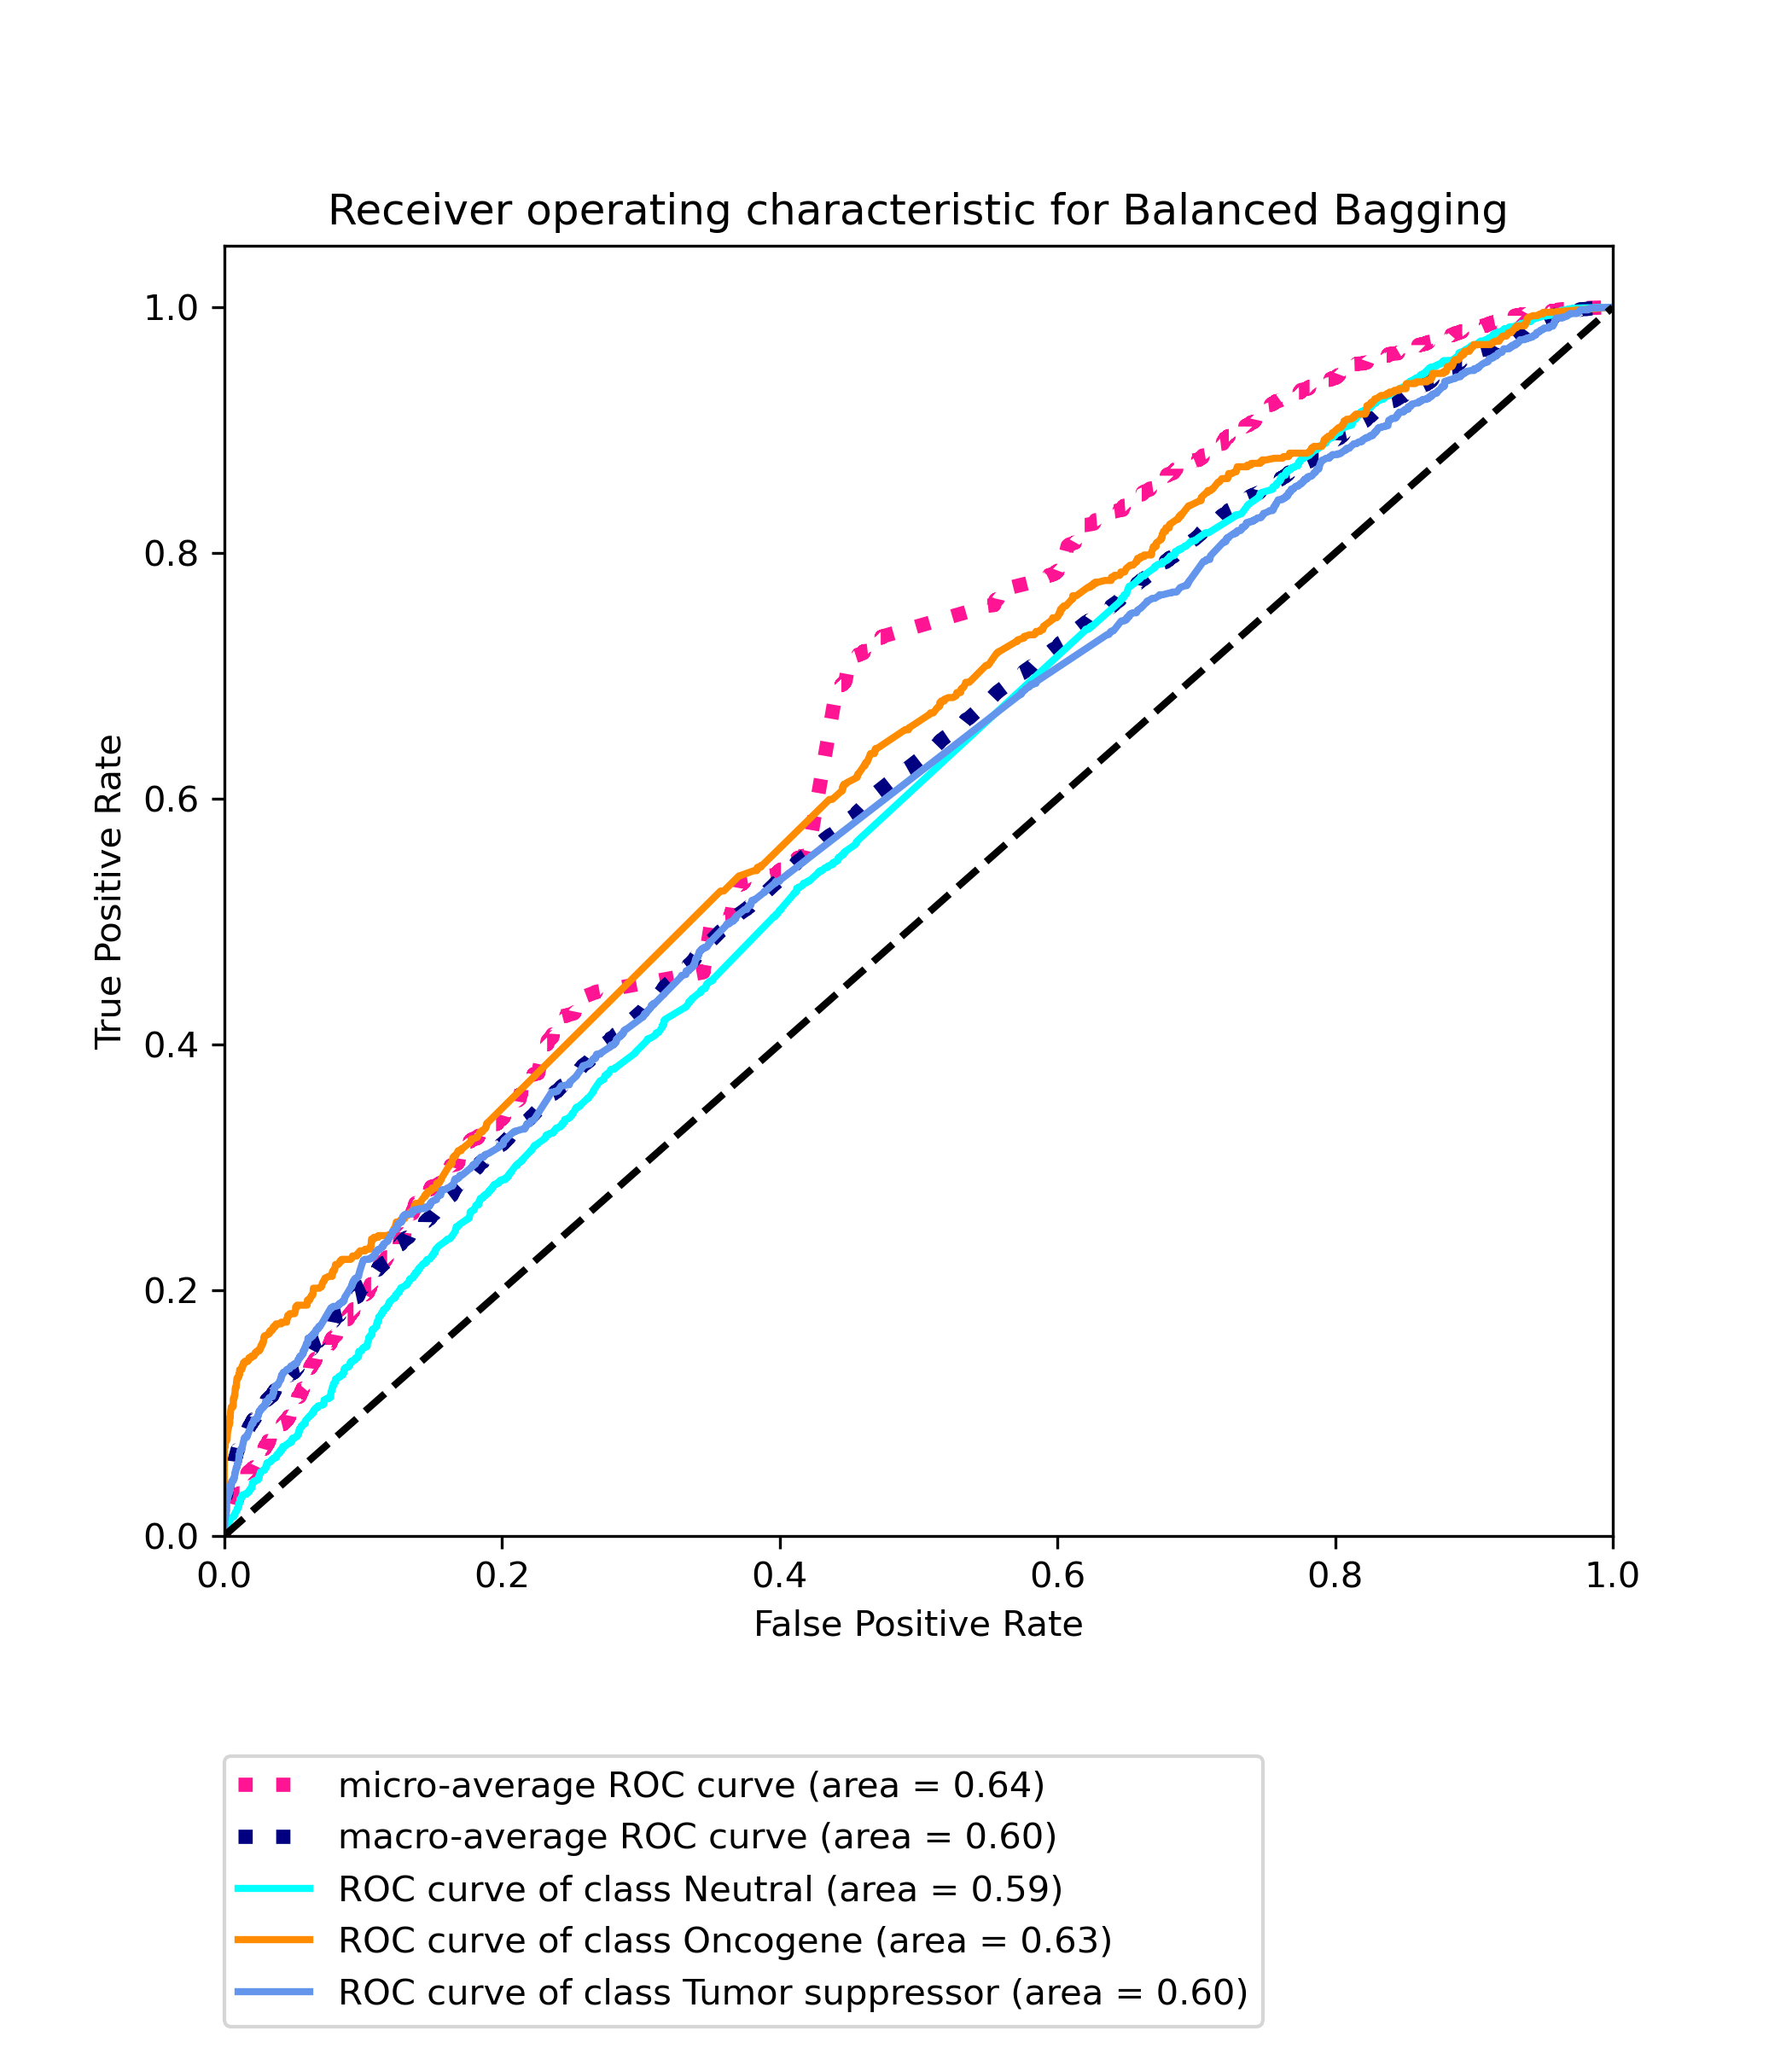 Receiver operating characteristic for Balanced Bagging
1.0
0.8
0.6
0.4
0.2
0.0
True Positive Rate
0.0 0.2 0.4 0.6 0.8 1.0
False Positive Rate
micro-average ROC curve (area = 0.64)
macro-average ROC curve (area = 0.60)
ROC curve of class Neutral (area = 0.59)
ROC curve of class Oncogene (area = 0.63)
ROC curve of class Tumor suppressor (area = 0.60)